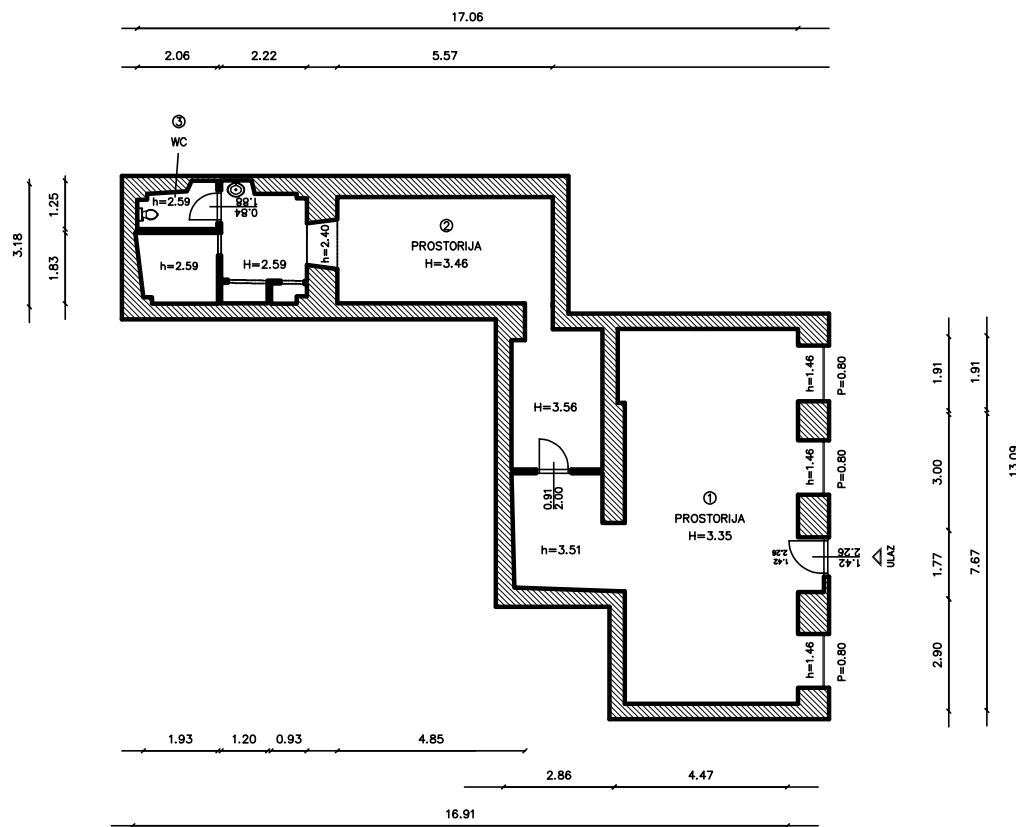 17.06
2.06 2.22 5.57
③
WC
h=2.59
1.88
0.84
3.18
1.25
1.83
h=2.59
H=2.59
h=2.40
②
PROSTORIJA
H=3.46
H=3.56
0.91
2.00
h=3.51
①
PROSTORIJA
H=3.35
h=1.46
P=0.80
h=1.46
P=0.80
1.42
2.26
1.42
2.26
ULAZ
h=1.46
P=0.80
1.91
3.00
1.77
2.90
1.91
7.67
13.09
1.93 1.20 0.93 4.85
2.86 4.47
16.91